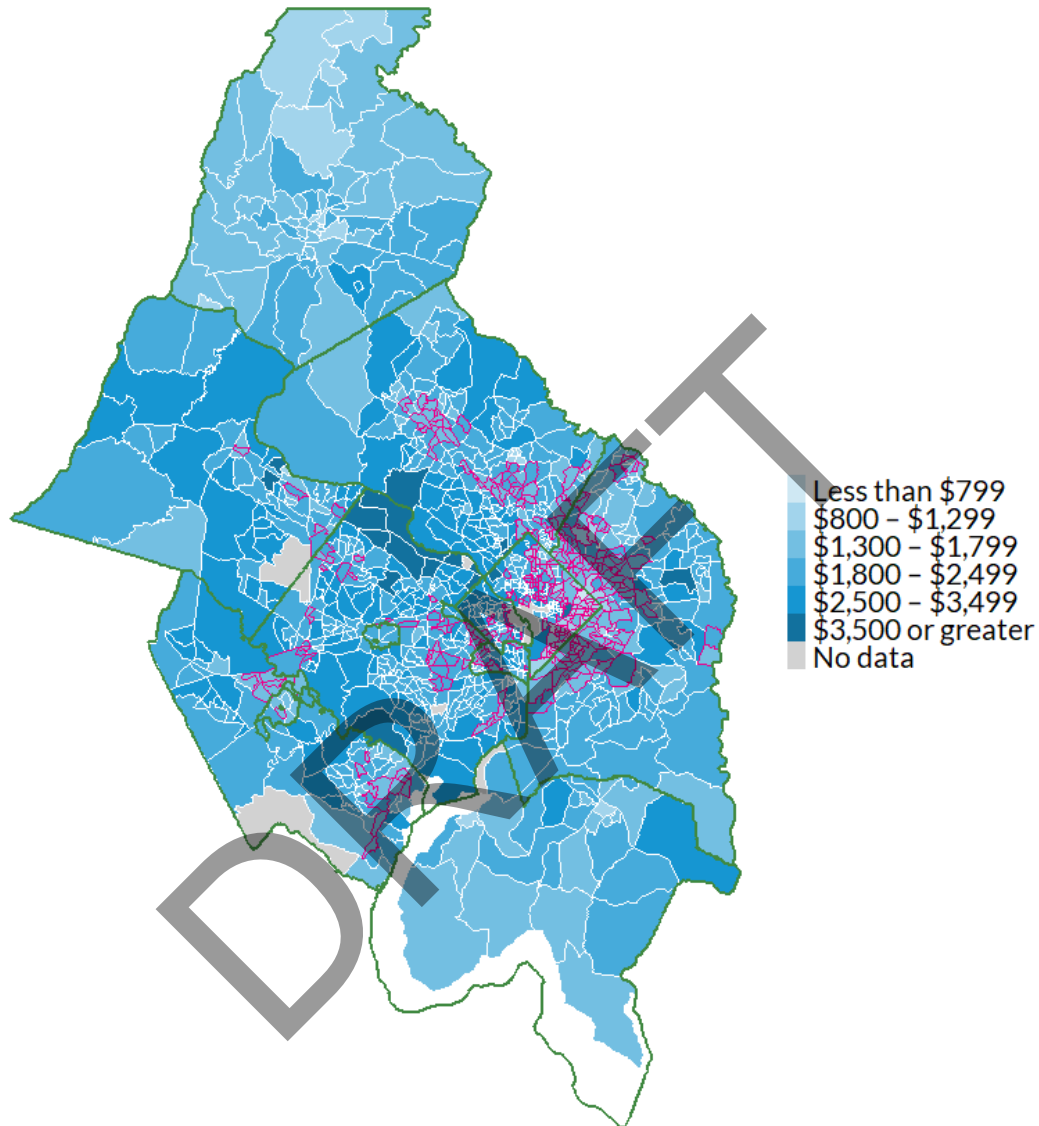 Less than $799
$800 – $1,299
$1,300 – $1,799
$1,800 – $2,499
$2,500 – $3,499
$3,500 or greater
No data
DRAFT